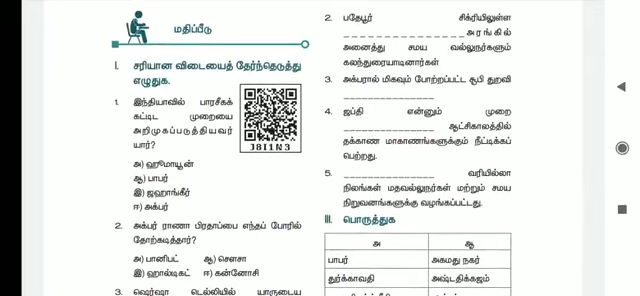 மதிப்பீடு
I. சரியான விடையைத் தேர்ந்தெடுத்து
எழுதுக.
1. இந்தியாவில் பாரசீகக்
கட்டிட முறையை
அறிமுகப்படுத்தியவர்
யார்?
அ) ஹூமாயூன்
ஆ) பாபர்
இ) ஜஹாங்கீர்
ஈ) அக்பர்
J8I1N3
2. அக்பர் ராணா பிரதாப்பை எந்தப் போரில்
தோற்கடித்தார்?
அ) பானிபட் ஆ) சௌசா
இ) ஹால்டிகட் ஈ) கன்னோசி
3. ஷெர்ஷா டெல்லியில் யாருடைய
2. பதேபூர் சிக்ரியிலுள்ள
_ _ _ _ _ _ _ _ _ _ _ _ _ _ _ அரங்கில்
அனைத்து சமய வல்லுநர்களும்
கலந்துரையாடினார்கள்
3. அக்பரால் மிகவும் போற்றப்பட்ட சூபி துறவி
_______________
4. ஜப்தி என்னும் முறை
_______________ ஆட்சிகாலத்தில்
தக்காண மாகாணங்களுக்கும் நீட்டிக்கப்
பெற்றது.
5. _______________ வரியில்லா
நிலங்கள் மதவல்லுநர்கள் மற்றும் சமய
நிறுவனங்களுக்கு வழங்கப்பட்டது.
III. பொருத்துக
அ ஆ
பாபர் அகமது நகர்
துர்க்காவதி அஷ்டதிக்கஜம்